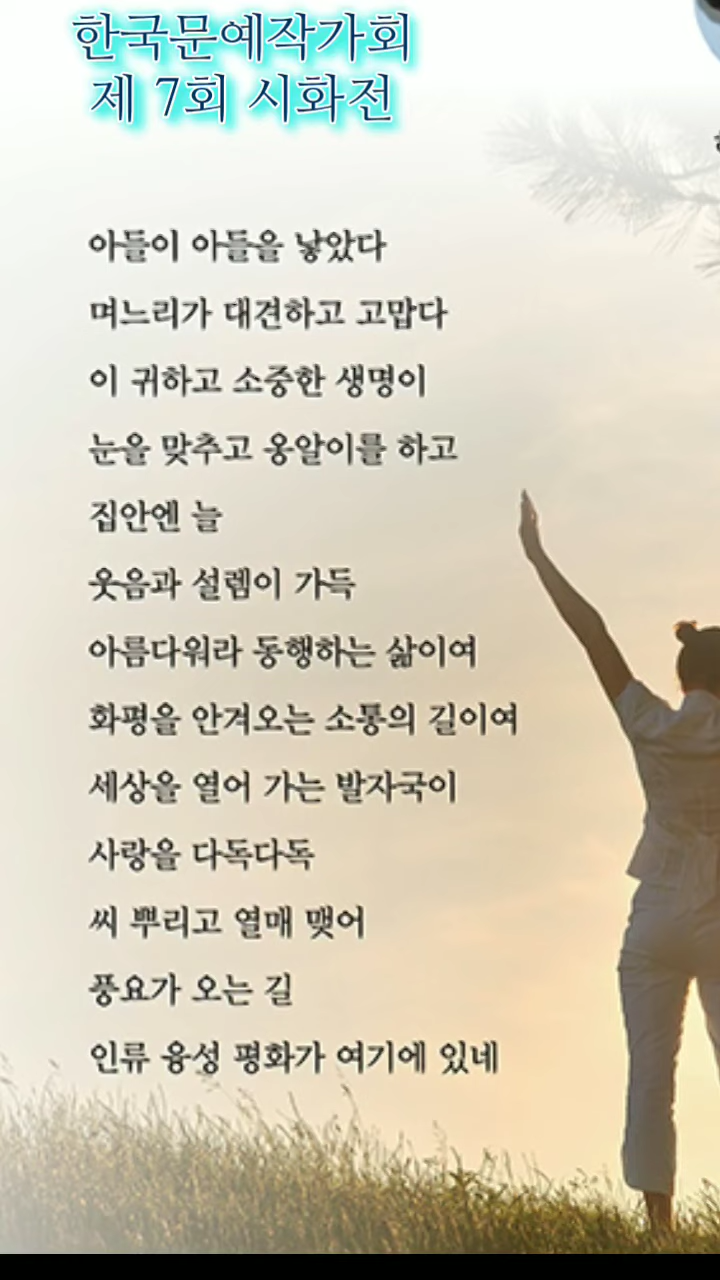 한국문예작가회
제 7회 시화전
아들이 아들을 낳았다
며느리가 대견하고 고맙다
이 귀하고 소중한 생명이
눈을 맞추고 옹알이를 하고
집안엔 늘
웃음과 설렘이 가득
아름다워라 동행하는 삶이여
화평을 안겨오는 소통의 길이여
세상을 열어 가는 발자국이
사랑을 다독다독
씨 뿌리고 열매 맺어
풍요가 오는 길
인류 융성 평화가 여기에 있네